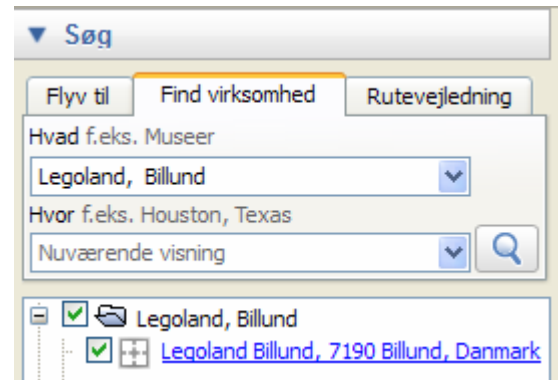 Søg
Flyv til Find virksomhed Rutevejledning
Hvad f.eks. Museer
Legoland, Billund
Hvor f.eks. Houston, Texas
Nuværende visning
Legoland, Billund
Legoland Billund, 7190 Billund, Danmark